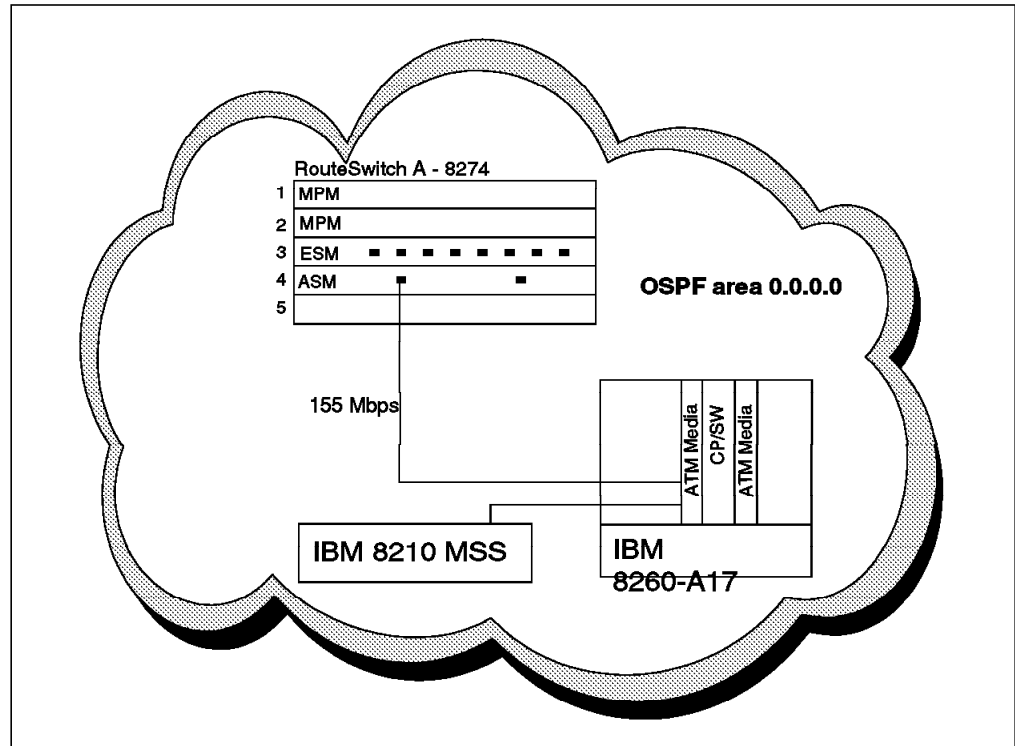 RouteSwitch A - 8274
1 MPM
2 MPM
3 ESM
4 ASM
5
OSPF area 0.0.0.0
155 Mbps
ATM Media
CP/SW
ATM Media
IBM 8210 MSS
IBM
8260-A17